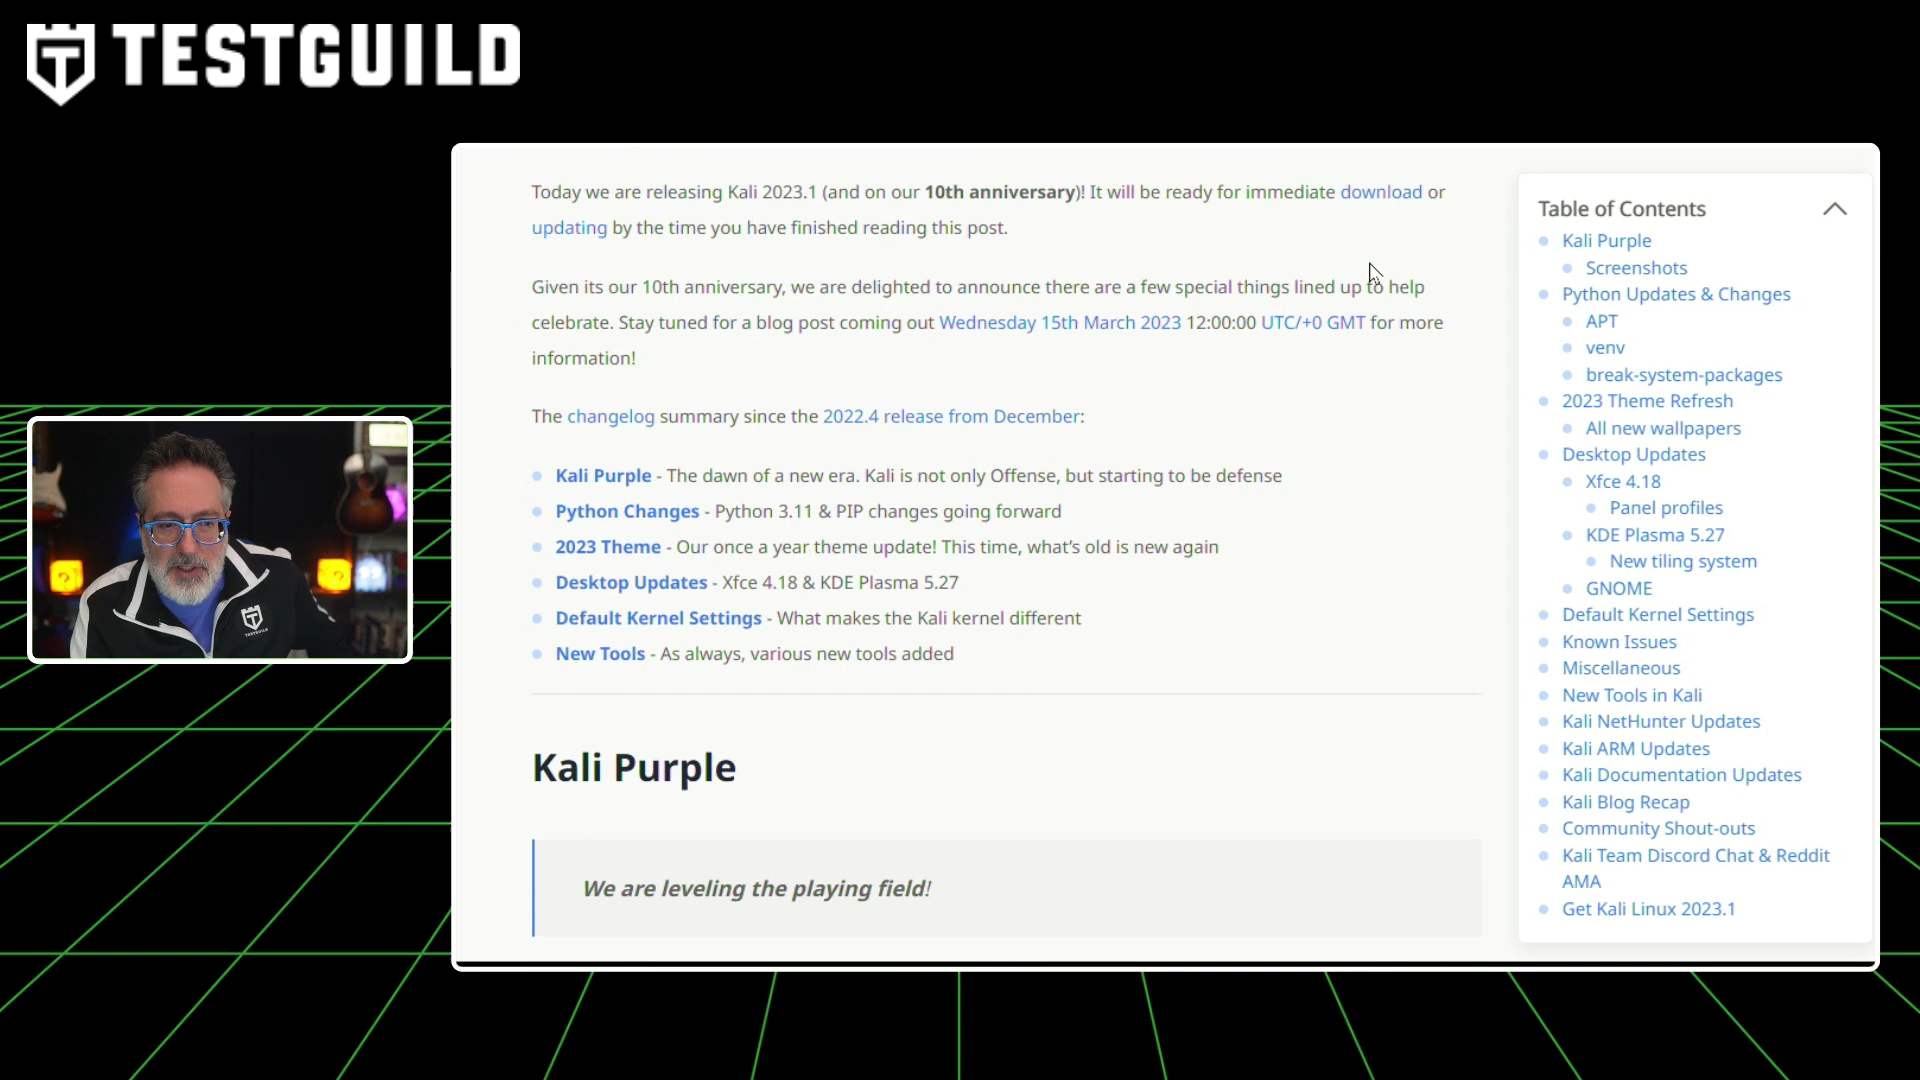 TESTGUILD
Today we are releasing Kali 2023.1 (and on our 10th anniversary)! It will be ready for immediate download or
updating by the time you have finished reading this post.
Given its our 10th anniversary, we are delighted to announce there are a few special things lined up to help
celebrate. Stay tuned for a blog post coming out Wednesday 15th March 2023 12:00:00 UTC/+0 GMT for more
information!
The changelog summary since the 2022.4 release from December:
Kali Purple - The dawn of a new era. Kali is not only Offense, but starting to be defense
Python Changes - Python 3.11 & PIP changes going forward
2023 Theme - Our once a year theme update! This time, what's old is new again
Desktop Updates - Xfce 4.18 & KDE Plasma 5.27
Default Kernel Settings - What makes the Kali kernel different
New Tools - As always, various new tools added
Kali Purple
We are leveling the playing field!
Table of Contents
Kali Purple
Screenshots
Python Updates & Changes
APT
venv
break-system-packages
2023 Theme Refresh
All new wallpapers
Desktop Updates
Xfce 4.18
Panel profiles
KDE Plasma 5.27
New tiling system
GNOME
Default Kernel Settings
Known Issues
Miscellaneous
New Tools in Kali
Kali NetHunter Updates
Kali ARM Updates
Kali Documentation Updates
Kali Blog Recap
Community Shout-outs
Kali Team Discord Chat & Reddit
AMA
Get Kali Linux 2023.1
TESTGUILD